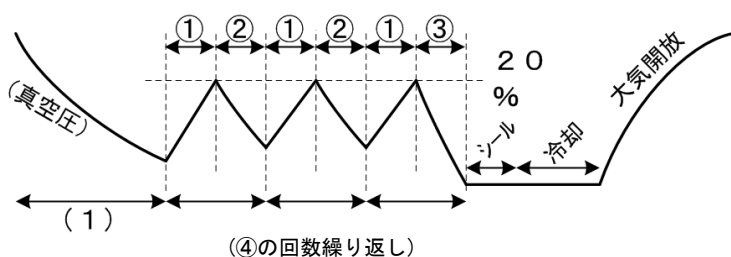 ① ② ① ② ① ③
20
%
(真空圧)
シール
冷却
大気開放
(1)
(④の回数繰り返し)